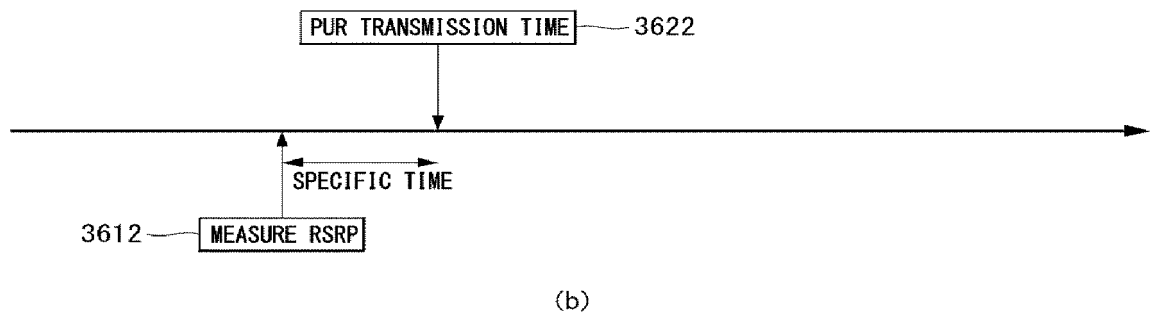 PUR TRANSMISSION TIME 3622
SPECIFIC TIME
3612 MEASURE RSRP
(b)